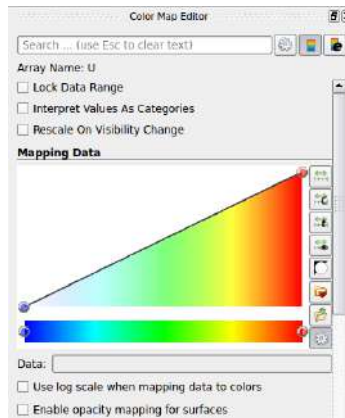 Color Map Editor
Search ... (use Esc to clear text)
Array Name: U
Lock Data Range
Interpret Values As Categories
Rescale On Visibility Change
Mapping Data
Data:
Use log scale when mapping data to colors
Enable opacity mapping for surfaces